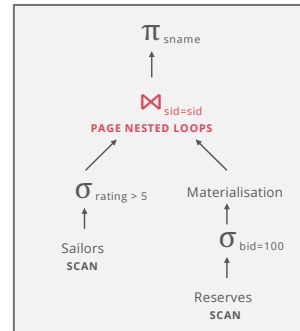 π sname
⋈ sid=sid
PAGE NESTED LOOPS
σ rating > 5
Materialisation
Sailors
SCAN
σ bid=100
Reserves
SCAN